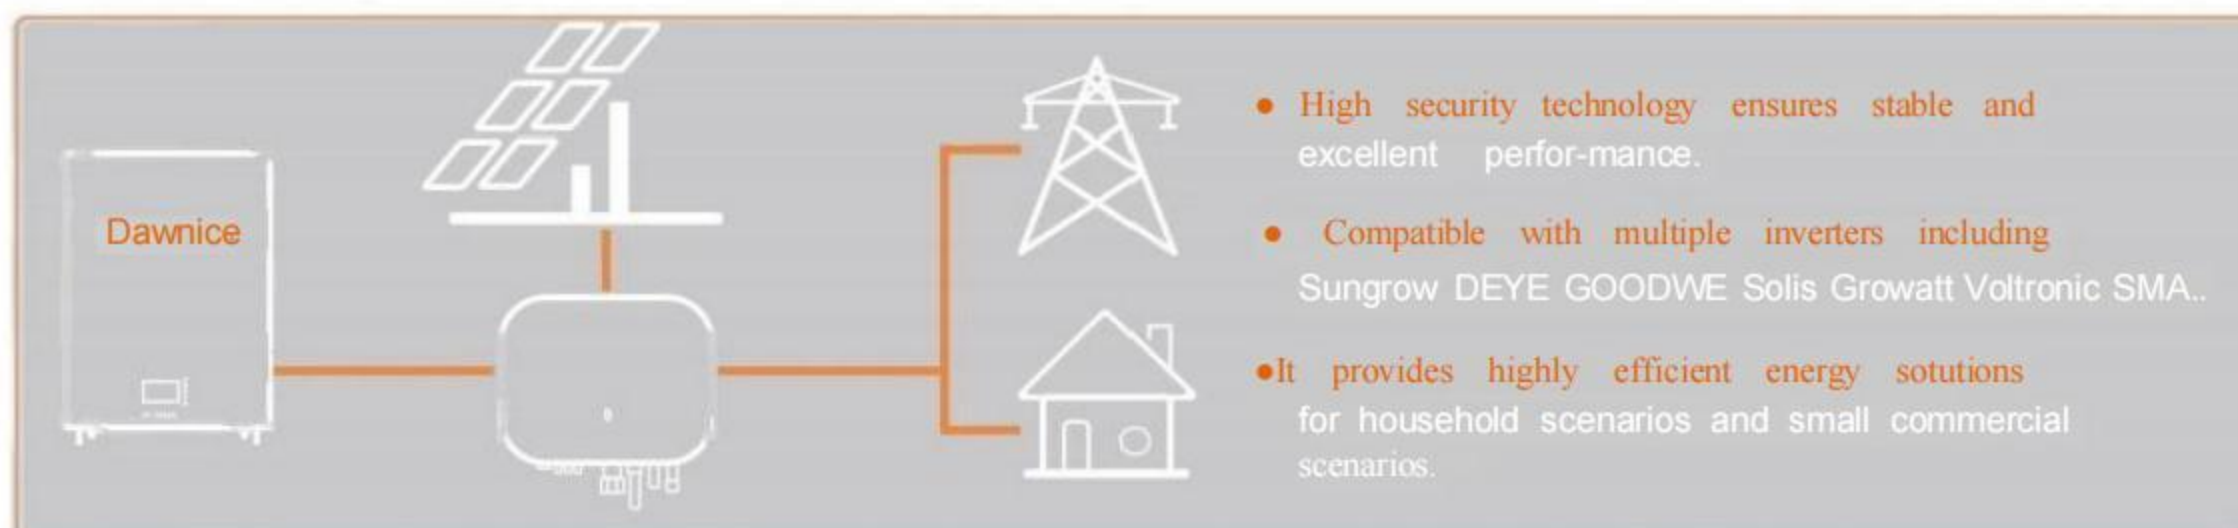 Dawnice
● High security technology ensures stable and
excellent perfor-mance.
● Compatible with multiple inverters including
Sungrow DEYE GOODWE Solis Growatt Voltronic SMA..
●It provides highly efficient energy sotutions
for household scenarios and small commercial
scenarios.